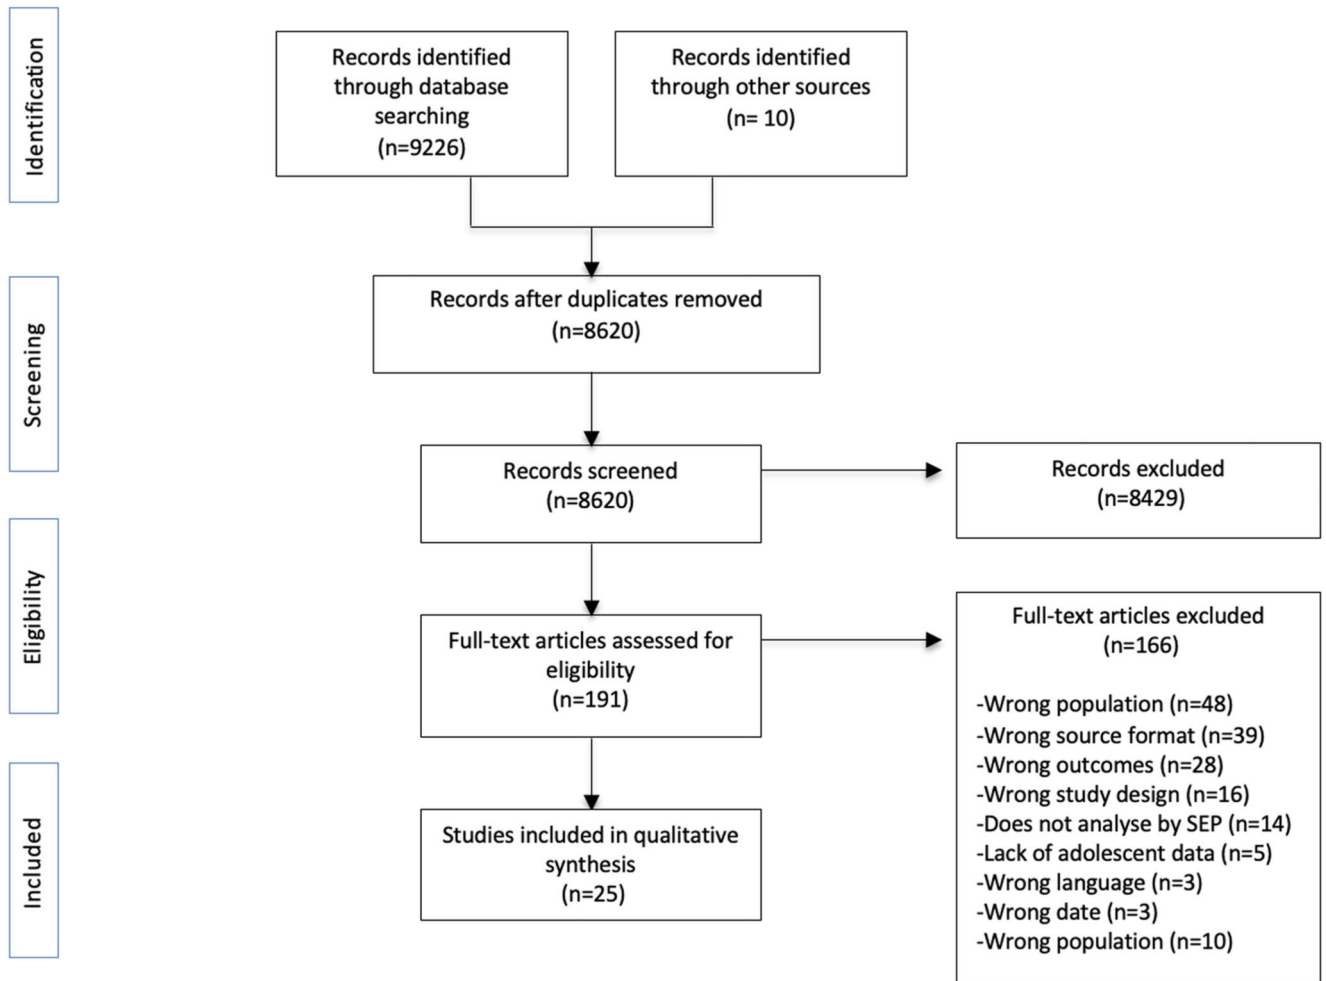 Identification
Records identified
through database
searching
(n=9226)
Records identified
through other sources
(n= 10)
Screening
Records after duplicates removed
(n=8620)
Records screened
(n=8620)
Records excluded
(n=8429)
Eligibility
Full-text articles assessed for
eligibility
(n=191)
Full-text articles excluded
(n=166)
-Wrong population (n=48)
-Wrong source format (n=39)
-Wrong outcomes (n=28)
-Wrong study design (n=16)
-Does not analyse by SEP (n=14)
-Lack of adolescent data (n=5)
-Wrong language (n=3)
-Wrong date (n=3)
-Wrong population (n=10)
Included
Studies included in qualitative
synthesis
(n=25)